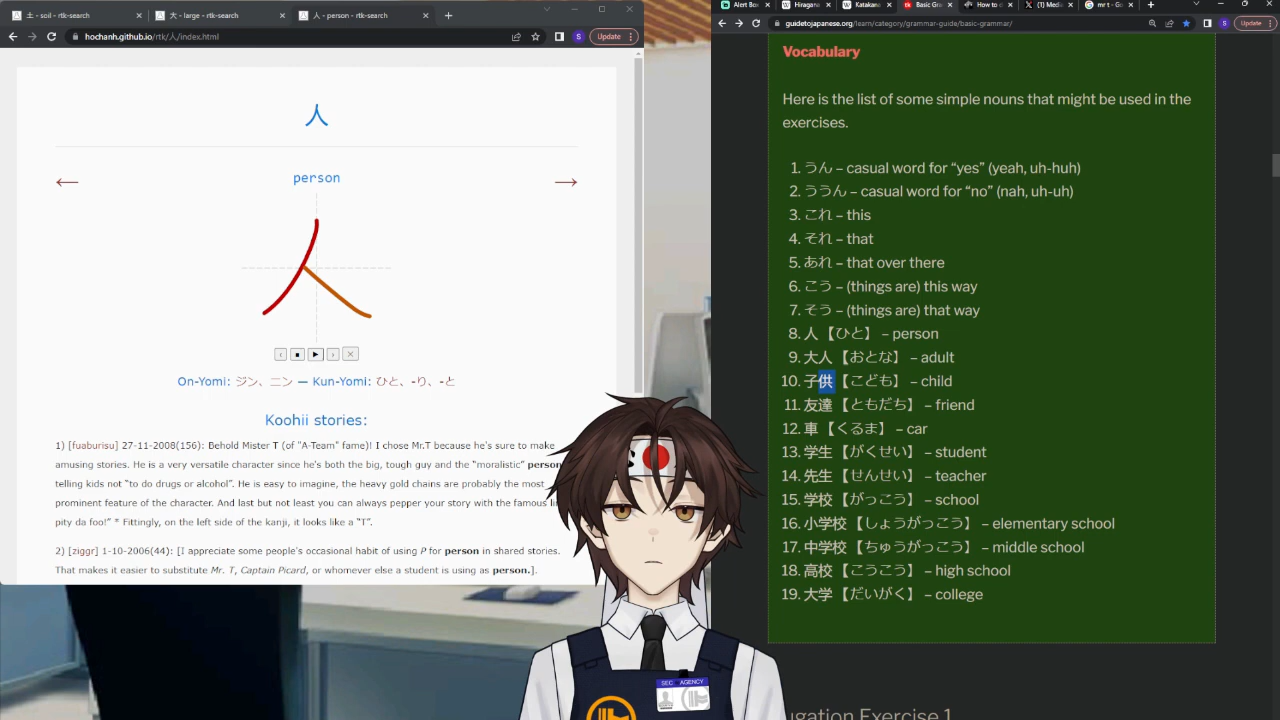 土 - soil - rtk-search
大 - large - rtk-search
人 - person - rtk-search
hochanh.github.io/rtk/人/index.html
S
Update
人
person
On-Yomi: ジン、ニン — Kun-Yomi: ひと、-り、-と
Koohii stories:
1) [fuaburisu] 27-11-2008(156): Behold Mister T (of "A-Team" fame)! I chose Mr.T because he's sure to make
amusing stories. He is a very versatile character since he's both the big, tough guy and the "moralistic" person
telling kids not "to do drugs or alcohol". He is easy to imagine, the heavy gold chains are probably the most
prominent feature of the character. And last but not least you can always pepper your story with the famous
pity da foo!" * Fittingly, on the left side of the kanji, it looks like a "T".
2) [ziggr] 1-10-2006(44): [I appreciate some people's occasional habit of using P for person in shared stories.
That makes it easier to substitute Mr. T, Captain Picard, or whomever else a student is using as person.].
Alert Bo
Hiragan
Katakan
Basic Gr
How to d
(1) Medi
mr t - Go
guidetojapanese.org/learn/category/grammar-guide/basic-grammar/
S
Update
Vocabulary
Here is the list of some simple nouns that might be used in the
exercises.
1. うん – casual word for “yes” (yeah, uh-huh)
2. ううん – casual word for “no” (nah, uh-uh)
3. これ – this
4. それ – that
5. あれ – that over there
6. こう – (things are) this way
7. そう – (things are) that way
8. 人 【ひと】 – person
9. 大人 【おとな】 – adult
10. 子供 【こども】 – child
11. 友達 【ともだち】 – friend
12. 車 【くるま】 – car
13. 学生 【がくせい】 – student
14. 先生 【せんせい】 – teacher
15. 学校 【がっこう】 – school
16. 小学校 【しょうがっこう】 – elementary school
17. 中学校 【ちゅうがっこう】 – middle school
18. 高校 【こうこう】 – high school
19. 大学 【だいがく】 – college
ugation Exercise 1
SEC AGENCY